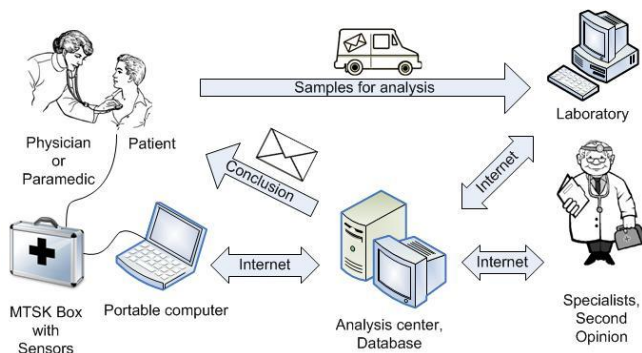 Samples for analysis
Laboratory
Physician
or
Paramedic
Patient
Conclusion
Internet
MTSK Box
with
Sensors
Portable computer
Internet
Analysis center,
Database
Internet
Specialists,
Second
Opinion